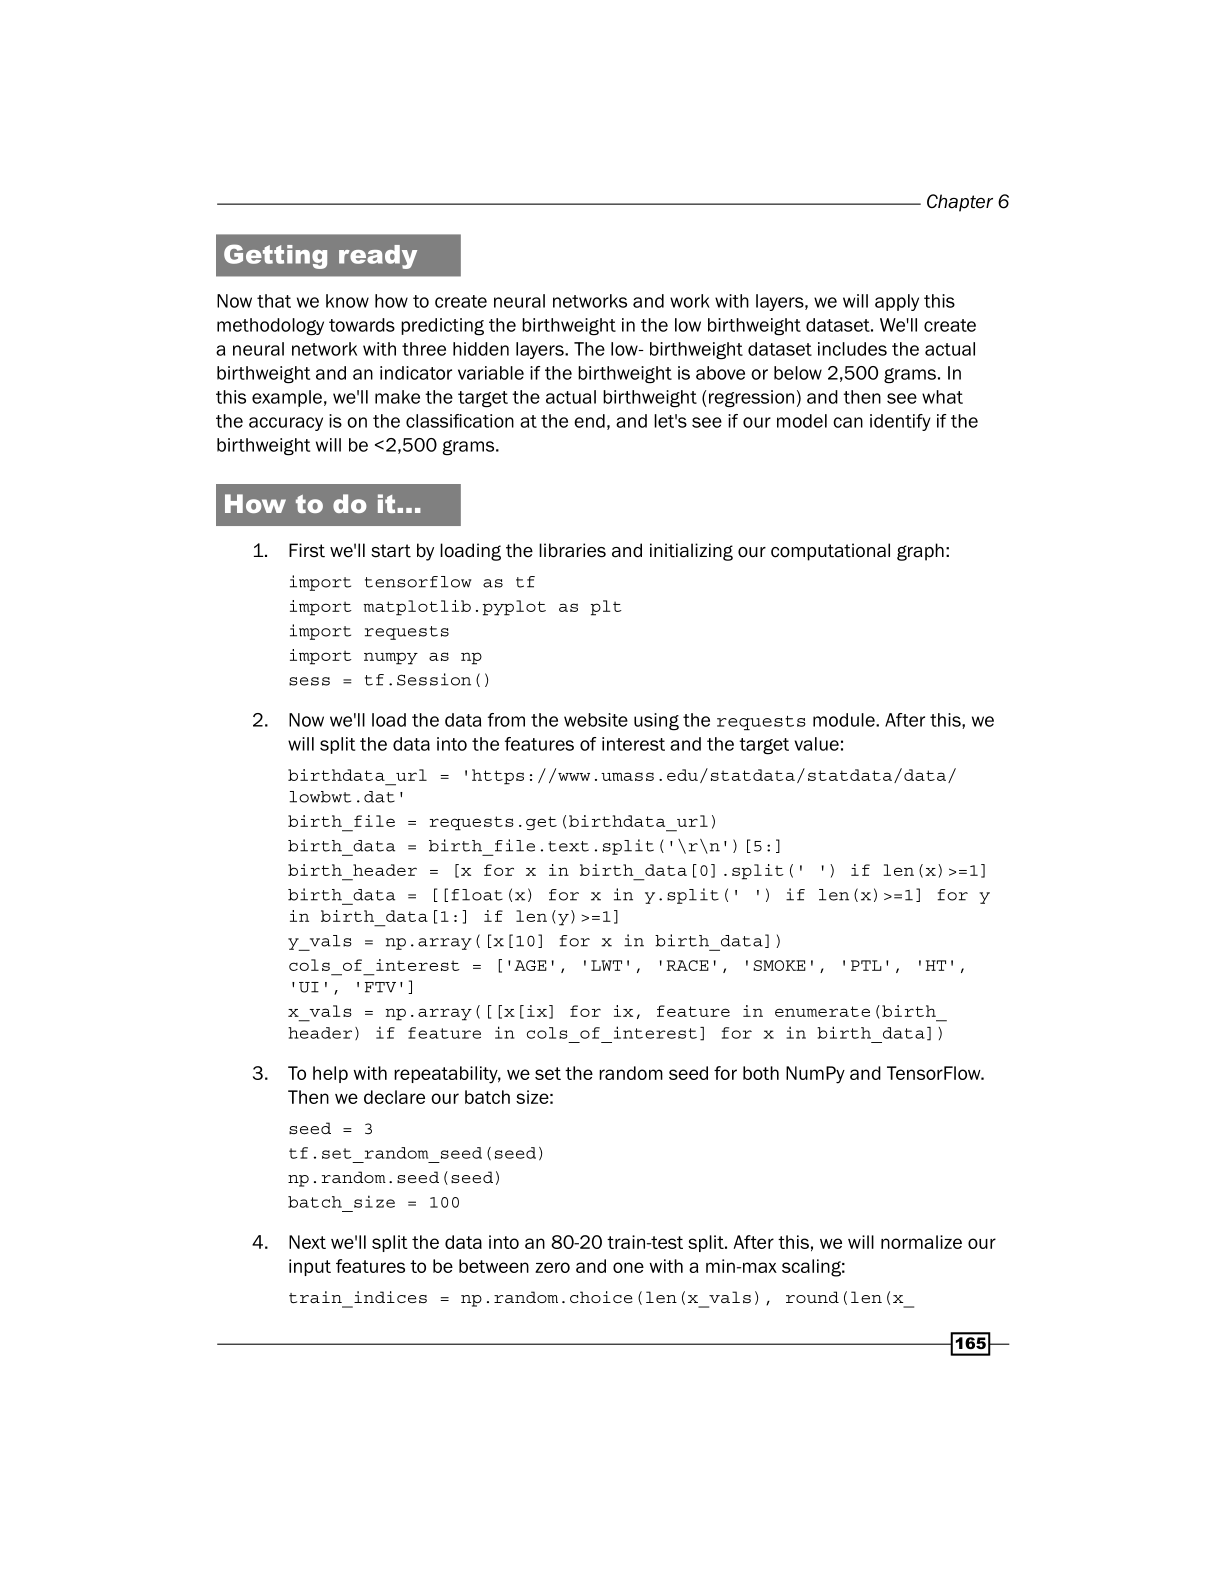 Chapter 6
Getting ready
Now that we know how to create neural networks and work with layers, we will apply this
methodology towards predicting the birthweight in the low birthweight dataset. We'll create
a neural network with three hidden layers. The low- birthweight dataset includes the actual
birthweight and an indicator variable if the birthweight is above or below 2,500 grams. In
this example, we'll make the target the actual birthweight (regression) and then see what
the accuracy is on the classification at the end, and let's see if our model can identify if the
birthweight will be <2,500 grams.
How to do it...
1. First we'll start by loading the libraries and initializing our computational graph:
import tensorflow as tf
import matplotlib.pyplot as plt
import requests
import numpy as np
sess = tf.Session()
2. Now we'll load the data from the website using the requests module. After this, we
will split the data into the features of interest and the target value:
birthdata_url = 'https://www.umass.edu/statdata/statdata/data/
lowbwt.dat'
birth_file = requests.get(birthdata_url)
birth_data = birth_file.text.split('\r\n')[5:]
birth_header = [x for x in birth_data[0].split(' ') if len(x)>=1]
birth_data = [[float(x) for x in y.split(' ') if len(x)>=1] for y
in birth_data[1:] if len(y)>=1]
y_vals = np.array([x[10] for x in birth_data])
cols_of_interest = ['AGE', 'LWT', 'RACE', 'SMOKE', 'PTL', 'HT',
'UI', 'FTV']
x_vals = np.array([[x[ix] for ix, feature in enumerate(birth_
header) if feature in cols_of_interest] for x in birth_data])
3. To help with repeatability, we set the random seed for both NumPy and TensorFlow.
Then we declare our batch size:
seed = 3
tf.set_random_seed(seed)
np.random.seed(seed)
batch_size = 100
4. Next we'll split the data into an 80-20 train-test split. After this, we will normalize our
input features to be between zero and one with a min-max scaling:
train_indices = np.random.choice(len(x_vals), round(len(x_
165